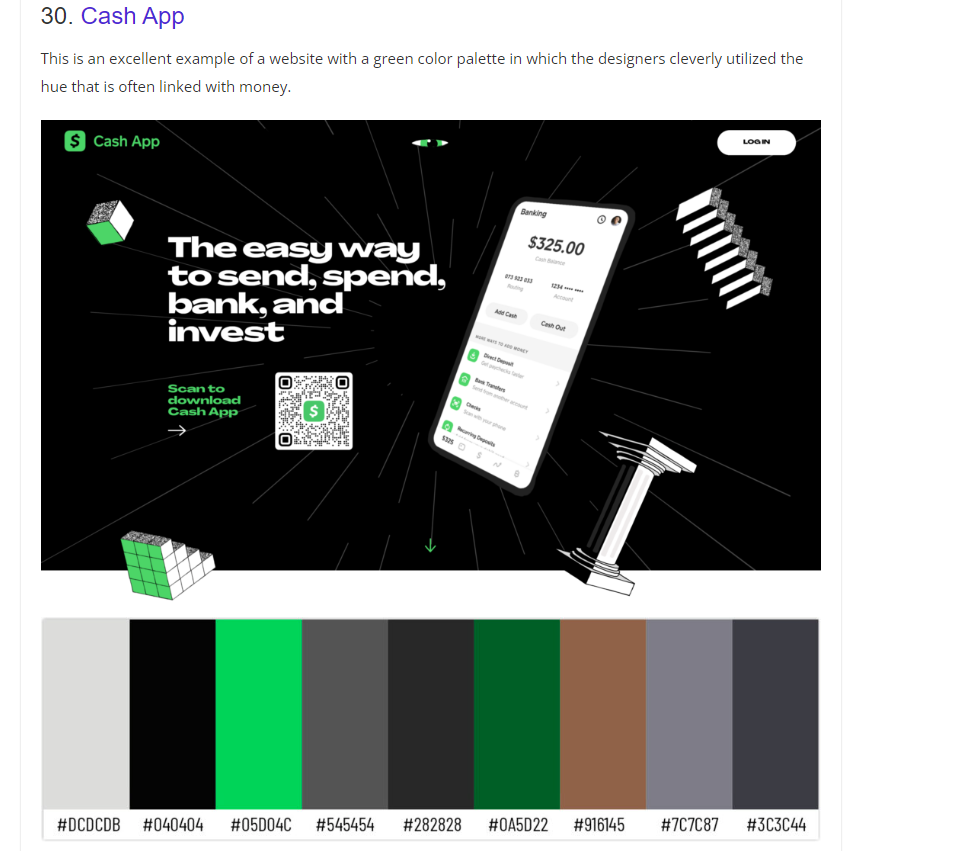 30. Cash App
This is an excellent example of a website with a green color palette in which the designers cleverly utilized the
hue that is often linked with money.
$ Cash App
LOG IN
The easy way
to send, spend,
bank, and
invest
Scan to
download
Cash App
$
Banking
$325.00
Cash Balance
073 923 033
Routing
1234
Account
Add Cash
Cash Out
MORE WAYS TO ADD MONEY
Direct Deposit
Get paychecks faster
Bank Transfers
Send from another account
Checks
Scan with your phone
Recurring Deposits
$325
#DCDCDB #040404 #05D04C #545454 #282828 #0A5D22 #916145 #7C7C87 #3C3C44